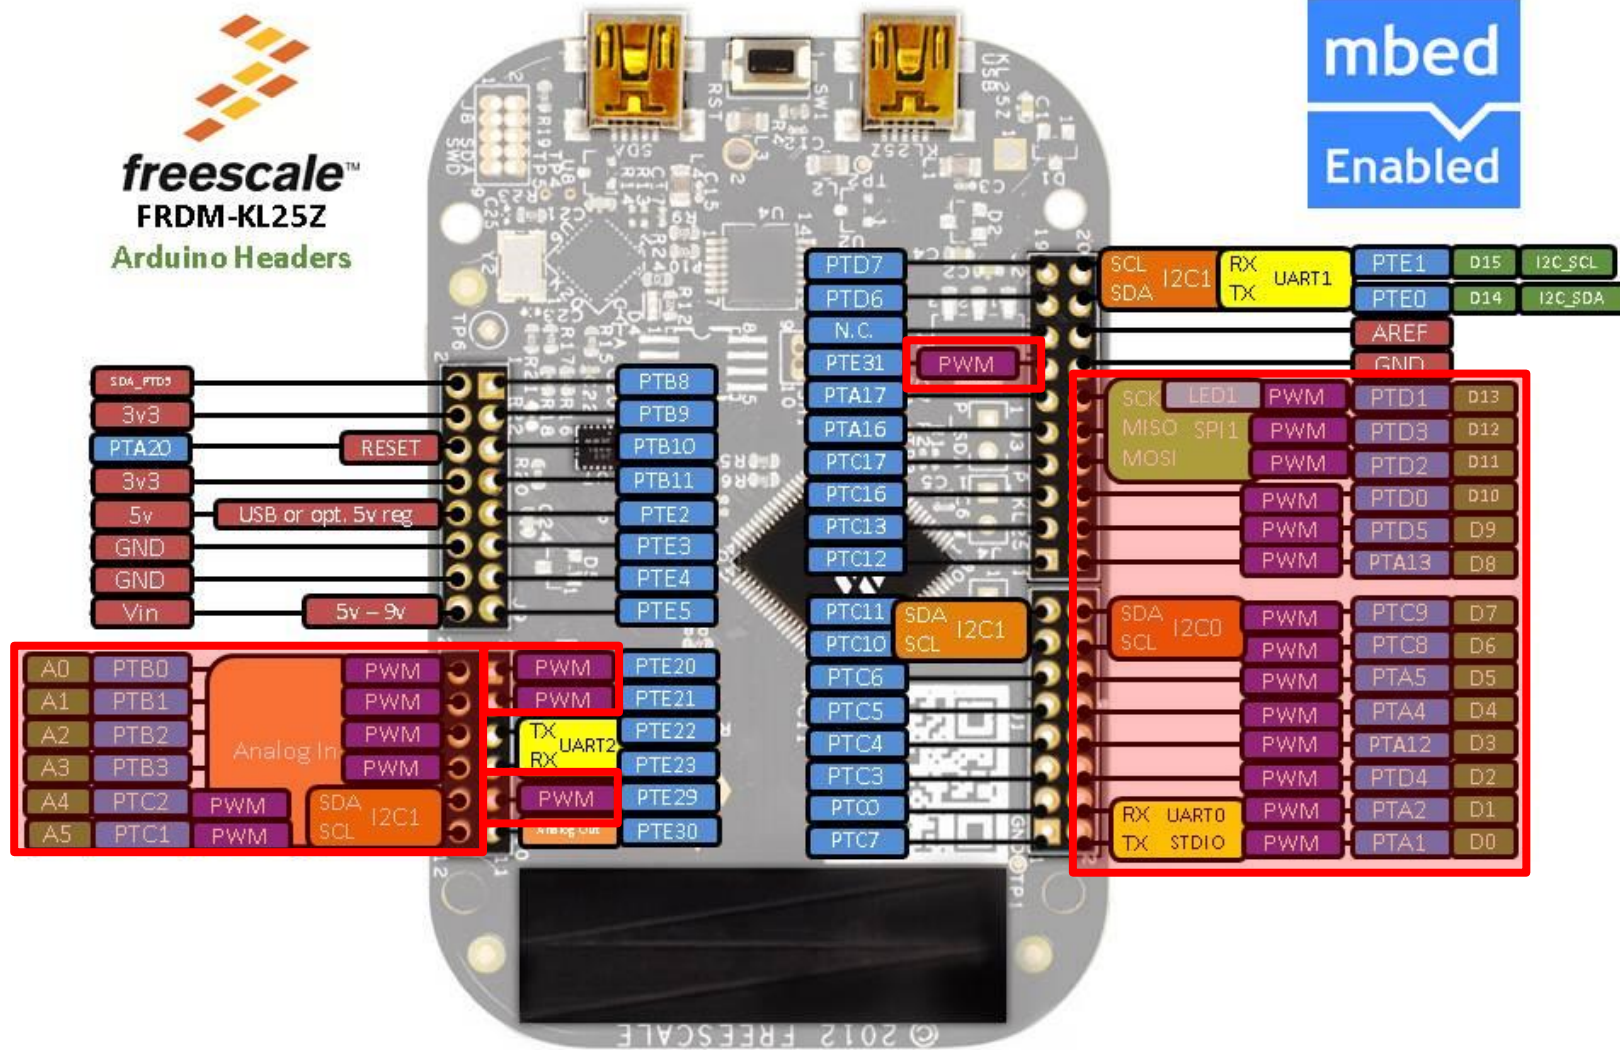 freescale™
FRDM-KL25Z
Arduino Headers
mbed
Enabled
RST
SW1
USB
KL25Z
SDA
J8 SDA SWD
PTD7
SCL SDA I2C1
RX TX UART1
PTE1 D15 I2C_SCL
PTD6
PTE0 D14 I2C_SDA
N.C.
AREF
PTE31 PWM
GND
PTA17
SCK LED1 PWM PTD1 D13
PTA16
MISO SPI1 PWM PTD3 D12
PTC17
MOSI PWM PTD2 D11
PTC16
PWM PTD0 D10
PTC13
PWM PTD5 D9
PTC12
PWM PTA13 D8
PTC11 SDA I2C1
SDA I2C0 PWM PTC9 D7
PTC10 SCL
SCL PWM PTC8 D6
PTC6
PWM PTA5 D5
PTC5
PWM PTA4 D4
PTC4
PWM PTA12 D3
PTC3
PWM PTD4 D2
PTC0
RX UART0 PWM PTA2 D1
PTC7
TX STDIO PWM PTA1 D0
SDA_PTD5 PTB8
3v3 PTB9
PTA20 RESET PTB10
3v3 PTB11
5v USB or opt. 5v reg PTE2
GND PTE3
GND PTE4
Vin 5v – 9v PTE5
A0 PTB0 PWM PWM PTE20
A1 PTB1 PWM PWM PTE21
A2 PTB2 Analog In PWM TX UART2 PTE22
A3 PTB3 PWM RX PTE23
A4 PTC2 PWM SDA I2C1 PWM PTE29
A5 PTC1 PWM SCL Analog Out PTE30
© 2012 FREESCALE